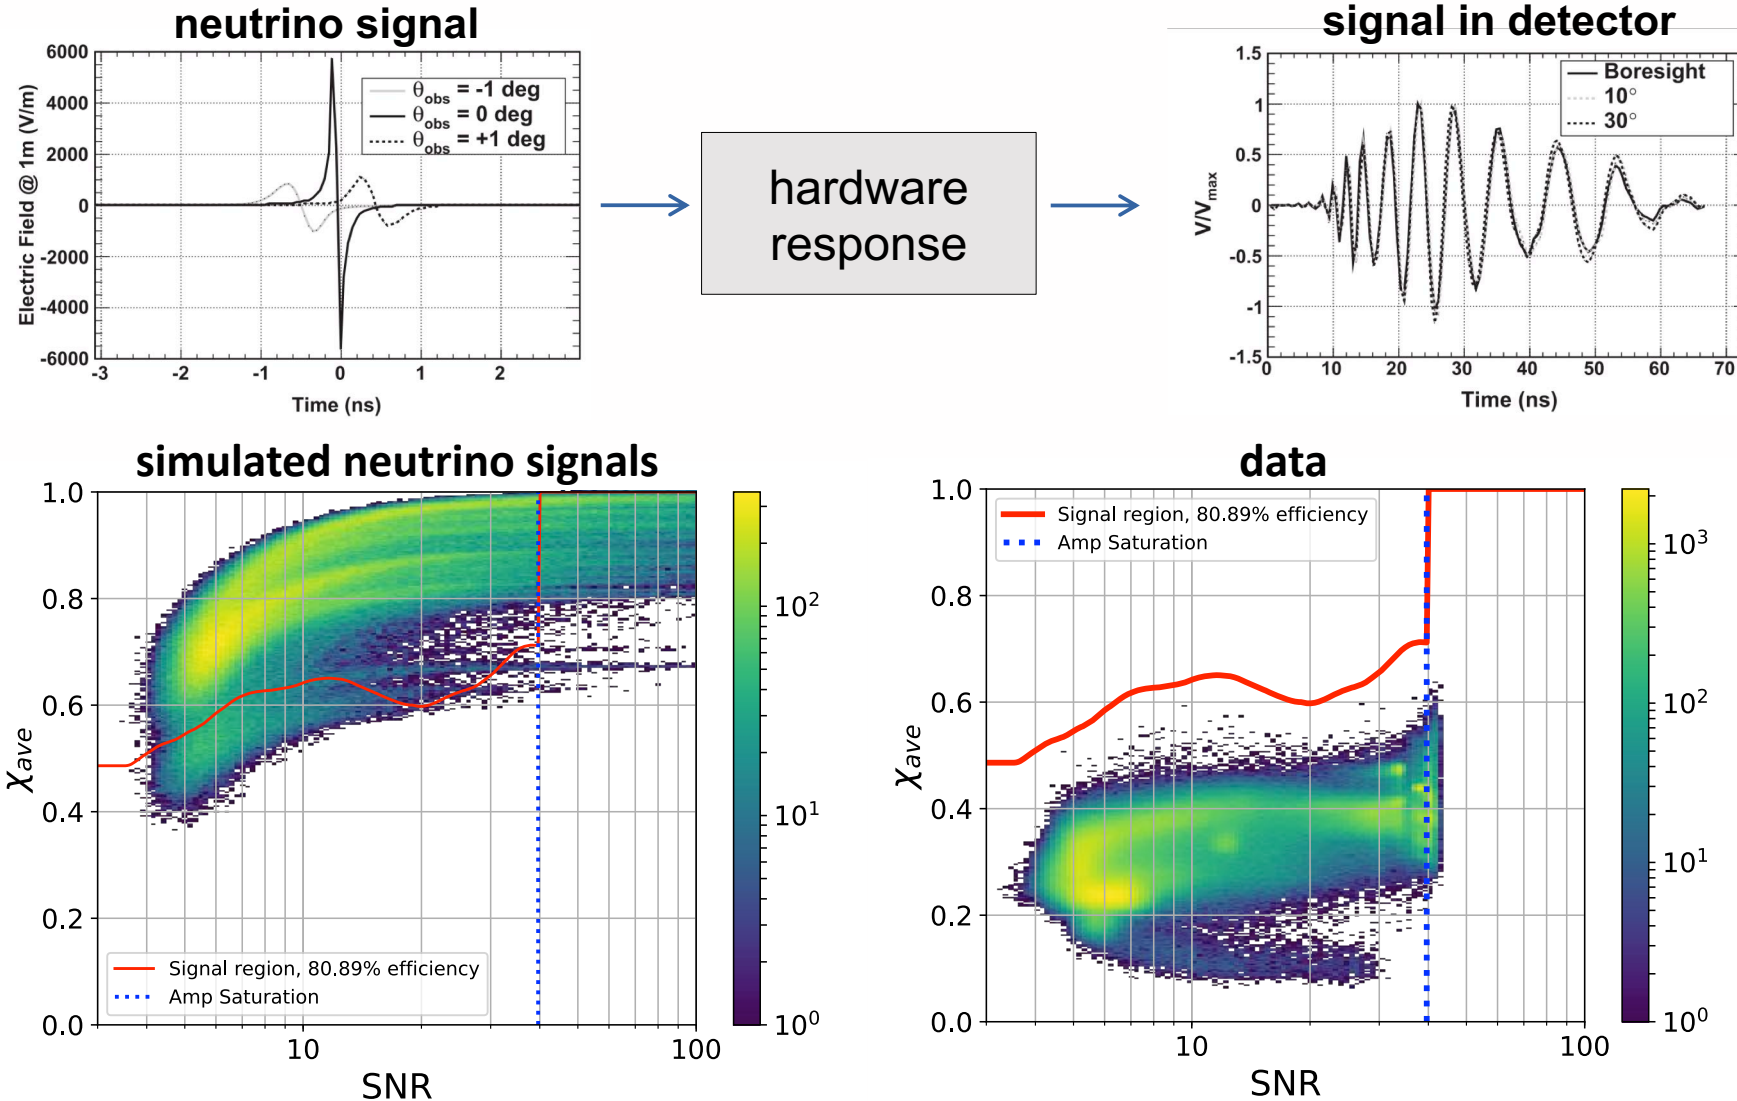 neutrino signal
signal in detector
6000
4000
2000
0
-2000
-4000
-6000
Electric Field @ 1m (V/m)
θobs = -1 deg
θobs = 0 deg
θobs = +1 deg
-3
-2
-1
0
1
2
Time (ns)
hardware
response
1.5
1
0.5
0
-0.5
-1
-1.5
V/Vmax
Boresight
10°
30°
0
10
20
30
40
50
60
70
Time (ns)
simulated neutrino signals
1.0
0.8
0.6
0.4
0.2
0.0
χave
Signal region, 80.89% efficiency
Amp Saturation
10
100
SNR
10²
10¹
10⁰
data
1.0
0.8
0.6
0.4
0.2
0.0
χave
Signal region, 80.89% efficiency
Amp Saturation
10
100
SNR
10³
10²
10¹
10⁰